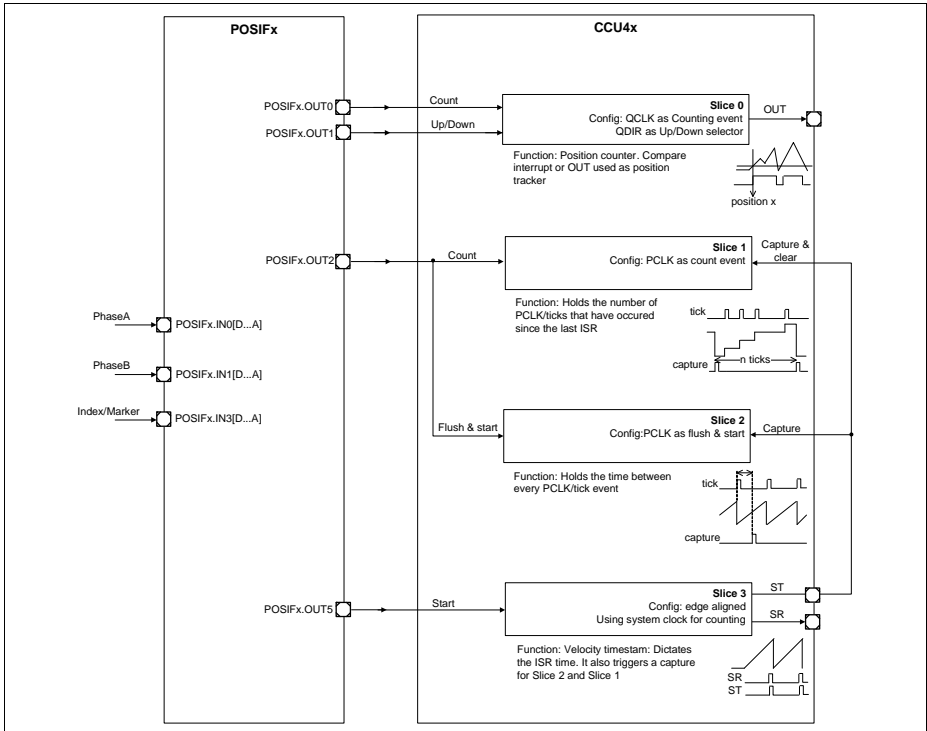 POSIFx
CCU4x
POSIFx.OUT0
Count
Slice 0
Config: QCLK as Counting event
QDIR as Up/Down selector
OUT
POSIFx.OUT1
Up/Down
Function: Position counter. Compare
interrupt or OUT used as position
tracker
position x
POSIFx.OUT2
Count
Slice 1
Config: PCLK as count event
Capture &
clear
Function: Holds the number of
PCLK/ticks that have occured
since the last ISR
tick
n ticks
capture
PhaseA
POSIFx.IN0[D...A]
PhaseB
POSIFx.IN1[D...A]
Index/Marker
POSIFx.IN3[D...A]
Flush & start
Slice 2
Config:PCLK as flush & start
Capture
Function: Holds the time between
every PCLK/tick event
tick
capture
POSIFx.OUT5
Start
Slice 3
Config: edge aligned
Using system clock for counting
ST
SR
Function: Velocity timestam: Dictates
the ISR time. It also triggers a capture
for Slice 2 and Slice 1
SR
ST